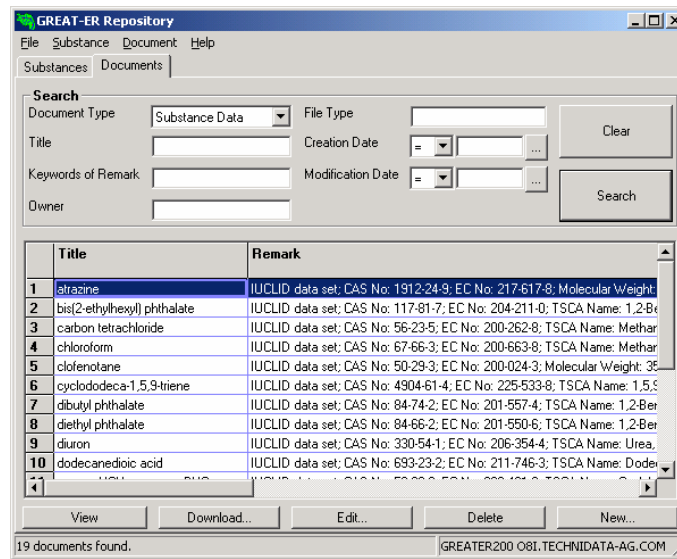 GREAT-ER Repository
File Substance Document Help
Substances Documents
Search
Document Type Substance Data File Type
Clear
Title Creation Date = ...
Keywords of Remark Modification Date = ...
Search
Owner
Title Remark
1 atrazine IUCLID data set; CAS No: 1912-24-9; EC No: 217-617-8; Molecular Weight:
2 bis(2-ethylhexyl) phthalate IUCLID data set; CAS No: 117-81-7; EC No: 204-211-0; TSCA Name: 1,2-Be
3 carbon tetrachloride IUCLID data set; CAS No: 56-23-5; EC No: 200-262-8; TSCA Name: Methar
4 chloroform IUCLID data set; CAS No: 67-66-3; EC No: 200-663-8; TSCA Name: Methar
5 clofenotane IUCLID data set; CAS No: 50-29-3; EC No: 200-024-3; Molecular Weight: 35
6 cyclododeca-1,5,9-triene IUCLID data set; CAS No: 4904-61-4; EC No: 225-533-8; TSCA Name: 1,5,9
7 dibutyl phthalate IUCLID data set; CAS No: 84-74-2; EC No: 201-557-4; TSCA Name: 1,2-Ber
8 diethyl phthalate IUCLID data set; CAS No: 84-66-2; EC No: 201-550-6; TSCA Name: 1,2-Ber
9 diuron IUCLID data set; CAS No: 330-54-1; EC No: 206-354-4; TSCA Name: Urea,
10 dodecanedioic acid IUCLID data set; CAS No: 693-23-2; EC No: 211-746-3; TSCA Name: Dode
View Download... Edit... Delete New...
19 documents found. GREATER200 O8I.TECHNIDATA-AG.COM